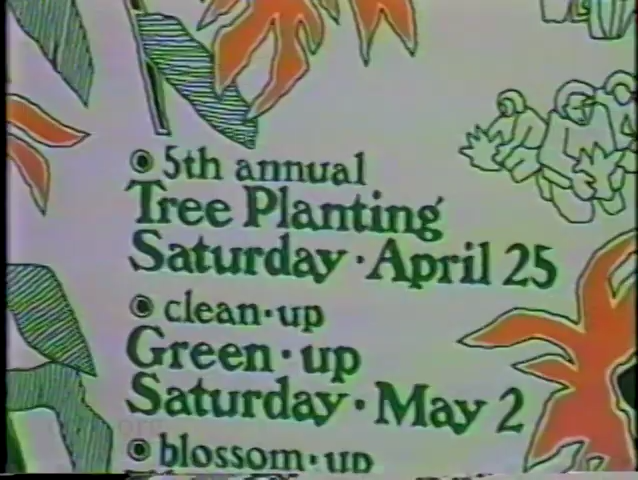 5th annual
Tree Planting
Saturday · April 25
clean · up
Green · up
Saturday · May 2
blossom · up